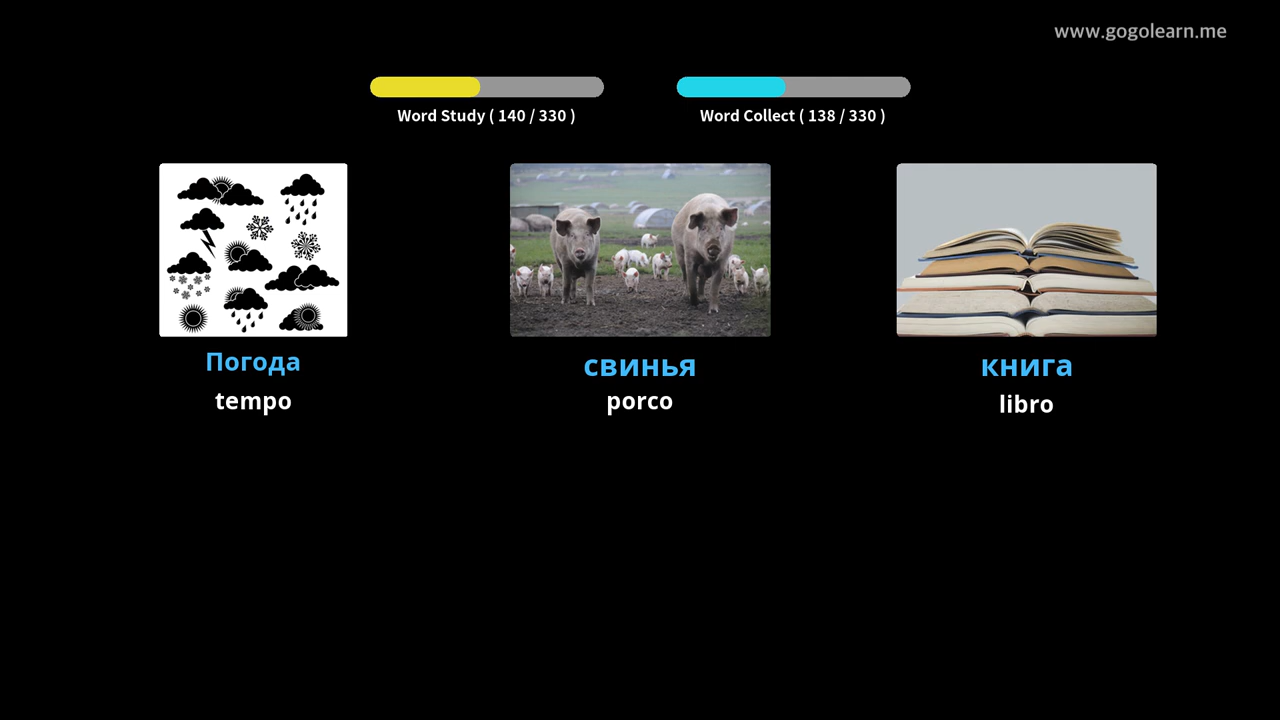 www.gogolearn.me
Word Study ( 140 / 330 )
Word Collect ( 138 / 330 )
Погода
tempo
свинья
porco
книга
libro